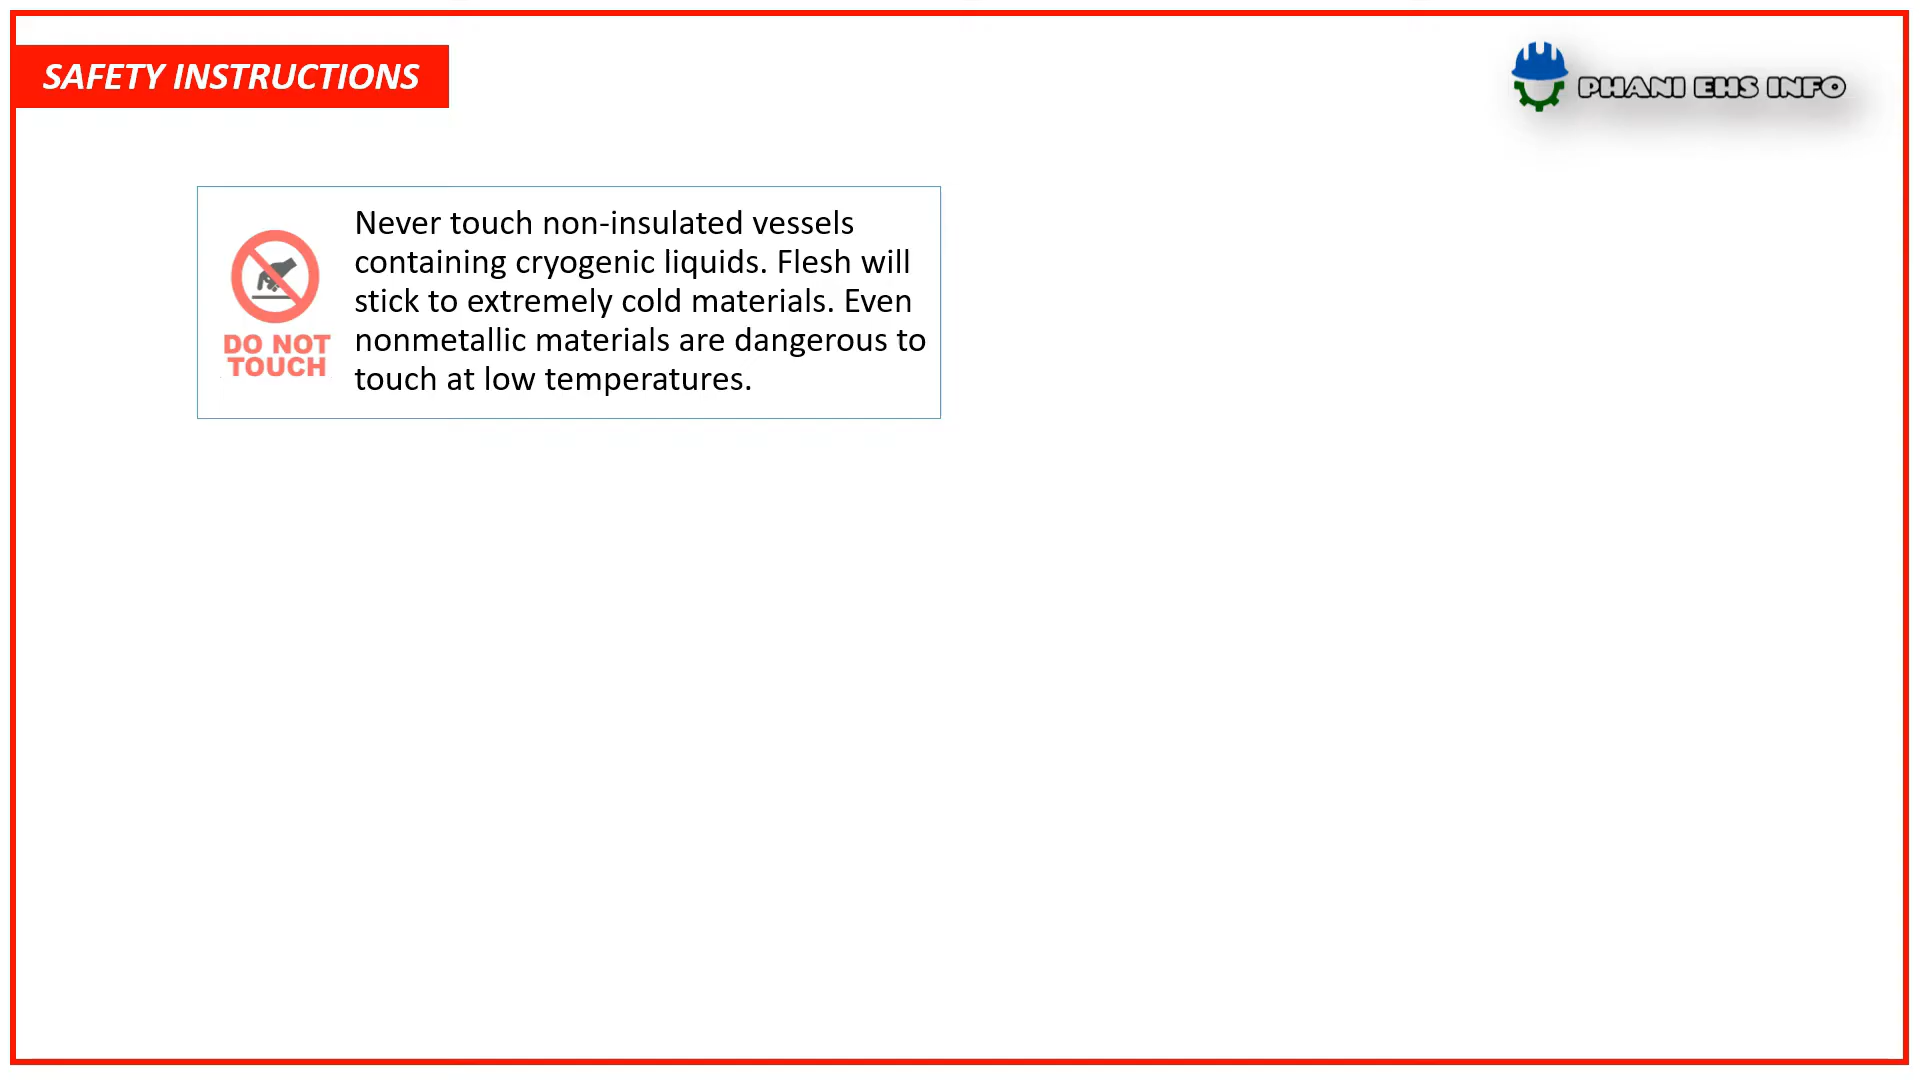 SAFETY INSTRUCTIONS
PHANI EHS INFO
Never touch non-insulated vessels
containing cryogenic liquids. Flesh will
stick to extremely cold materials. Even
nonmetallic materials are dangerous to
touch at low temperatures.
DO NOT
TOUCH